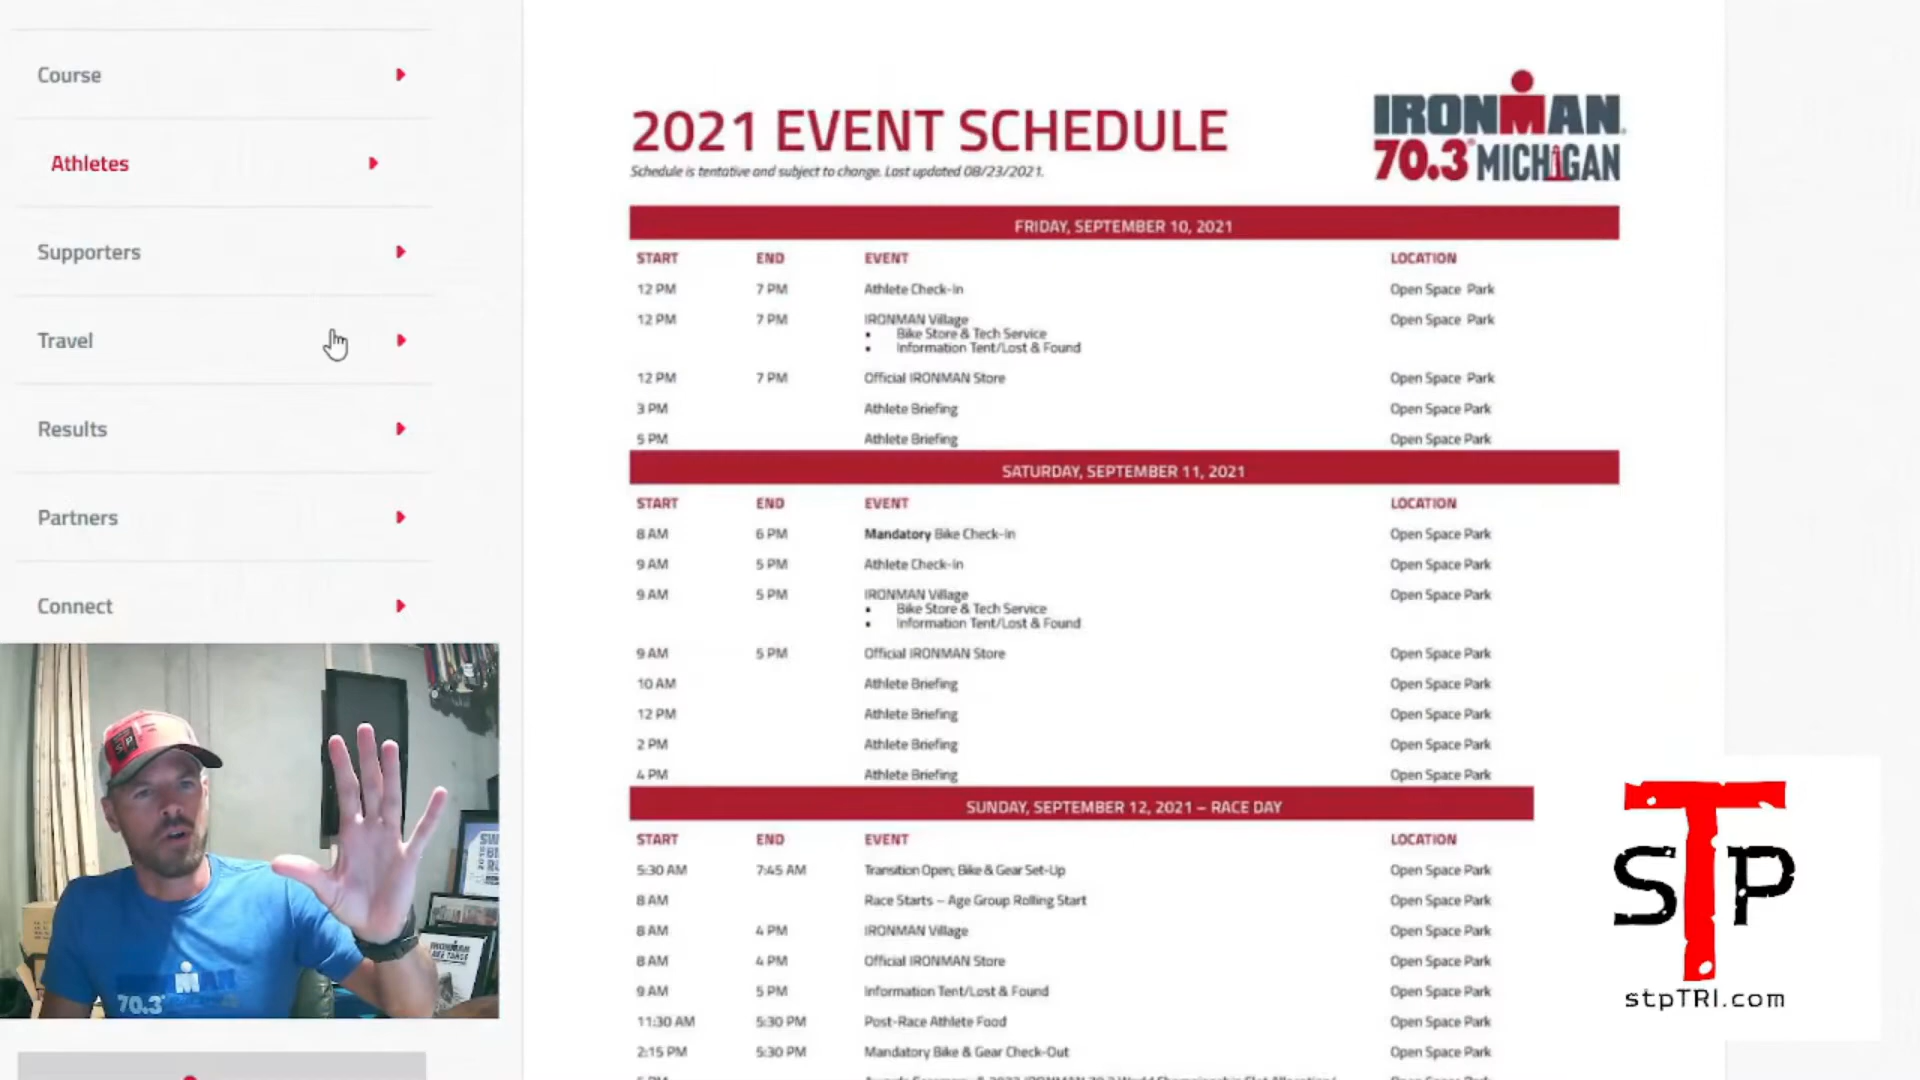 Course
Athletes
Supporters
Travel
Results
Partners
Connect
2021 EVENT SCHEDULE
Schedule is tentative and subject to change. Last updated 08/23/2021.
IRONMAN
70.3 MICHIGAN
FRIDAY, SEPTEMBER 10, 2021
START END EVENT LOCATION
12 PM 7 PM Athlete Check-In Open Space Park
12 PM 7 PM IRONMAN Village Open Space Park
• Bike Store & Tech Service
• Information Tent/Lost & Found
12 PM 7 PM Official IRONMAN Store Open Space Park
3 PM Athlete Briefing Open Space Park
5 PM Athlete Briefing Open Space Park
SATURDAY, SEPTEMBER 11, 2021
START END EVENT LOCATION
8 AM 6 PM Mandatory Bike Check-In Open Space Park
9 AM 5 PM Athlete Check-In Open Space Park
9 AM 5 PM IRONMAN Village Open Space Park
• Bike Store & Tech Service
• Information Tent/Lost & Found
9 AM 5 PM Official IRONMAN Store Open Space Park
10 AM Athlete Briefing Open Space Park
12 PM Athlete Briefing Open Space Park
2 PM Athlete Briefing Open Space Park
4 PM Athlete Briefing Open Space Park
SUNDAY, SEPTEMBER 12, 2021 – RACE DAY
START END EVENT LOCATION
5:30 AM 7:45 AM Transition Open; Bike & Gear Set-Up Open Space Park
8 AM Race Starts – Age Group Rolling Start Open Space Park
8 AM 4 PM IRONMAN Village Open Space Park
8 AM 4 PM Official IRONMAN Store Open Space Park
9 AM 5 PM Information Tent/Lost & Found Open Space Park
11:30 AM 5:30 PM Post-Race Athlete Food Open Space Park
2:15 PM 5:30 PM Mandatory Bike & Gear Check-Out Open Space Park
STP
70.3
IRONMAN
STP
stpTRI.com